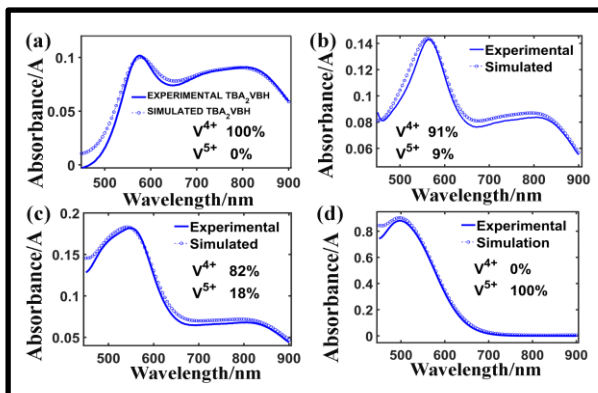 (a)
0.1
0.05
0
Absorbance/A
EXPERIMENTAL TBA2VBH
SIMULATED TBA2VBH
V4+ 100%
V5+ 0%
500 600 700 800 900
Wavelength/nm
(b)
0.14
0.12
0.1
0.08
0.06
Absorbance/A
Experimental
Simulated
V4+ 91%
V5+ 9%
500 600 700 800 900
Wavelength/nm
(c)
0.2
0.15
0.1
0.05
Absorbance/A
Experimental
Simulated
V4+ 82%
V5+ 18%
500 600 700 800 900
Wavelength/nm
(d)
0.8
0.6
0.4
0.2
0
Absorbance/A
Experimental
Simulation
V4+ 0%
V5+ 100%
500 600 700 800 900
Wavelength/nm